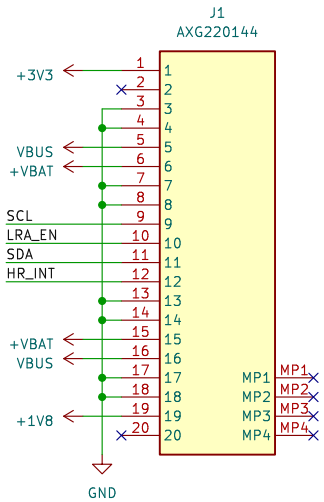 J1
AXG220144
+3V3 1 1
2 2
3 3
4 4
VBUS 5 5
+VBAT 6 6
7 7
8 8
SCL 9 9
LRA_EN 10 10
SDA 11 11
HR_INT 12 12
13 13
14 14
+VBAT 15 15
VBUS 16 16
17 17 MP1 MP1
18 18 MP2 MP2
+1V8 19 19 MP3 MP3
20 20 MP4 MP4
GND